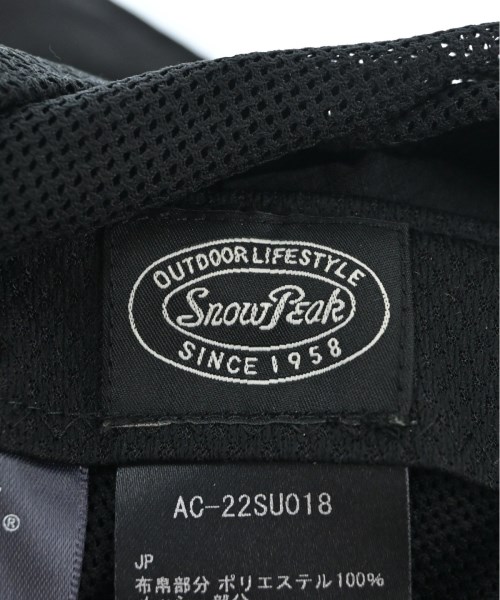 OUTDOOR LIFESTYLE
Snow Peak
SINCE 1958
®
AC-22SU018
JP
布帛部分 ポリエステル100%